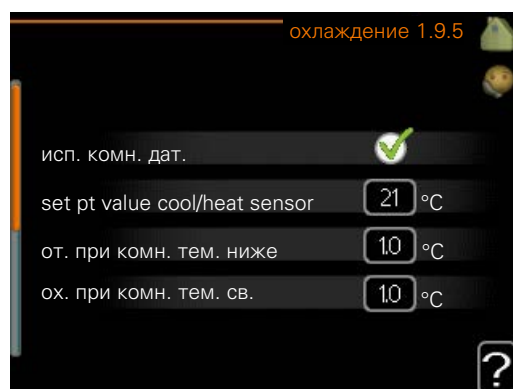 охлаждение 1.9.5
исп. комн. дат.
set pt value cool/heat sensor 21 °C
от. при комн. тем. ниже 1.0 °C
ох. при комн. тем. св. 1.0 °C
?